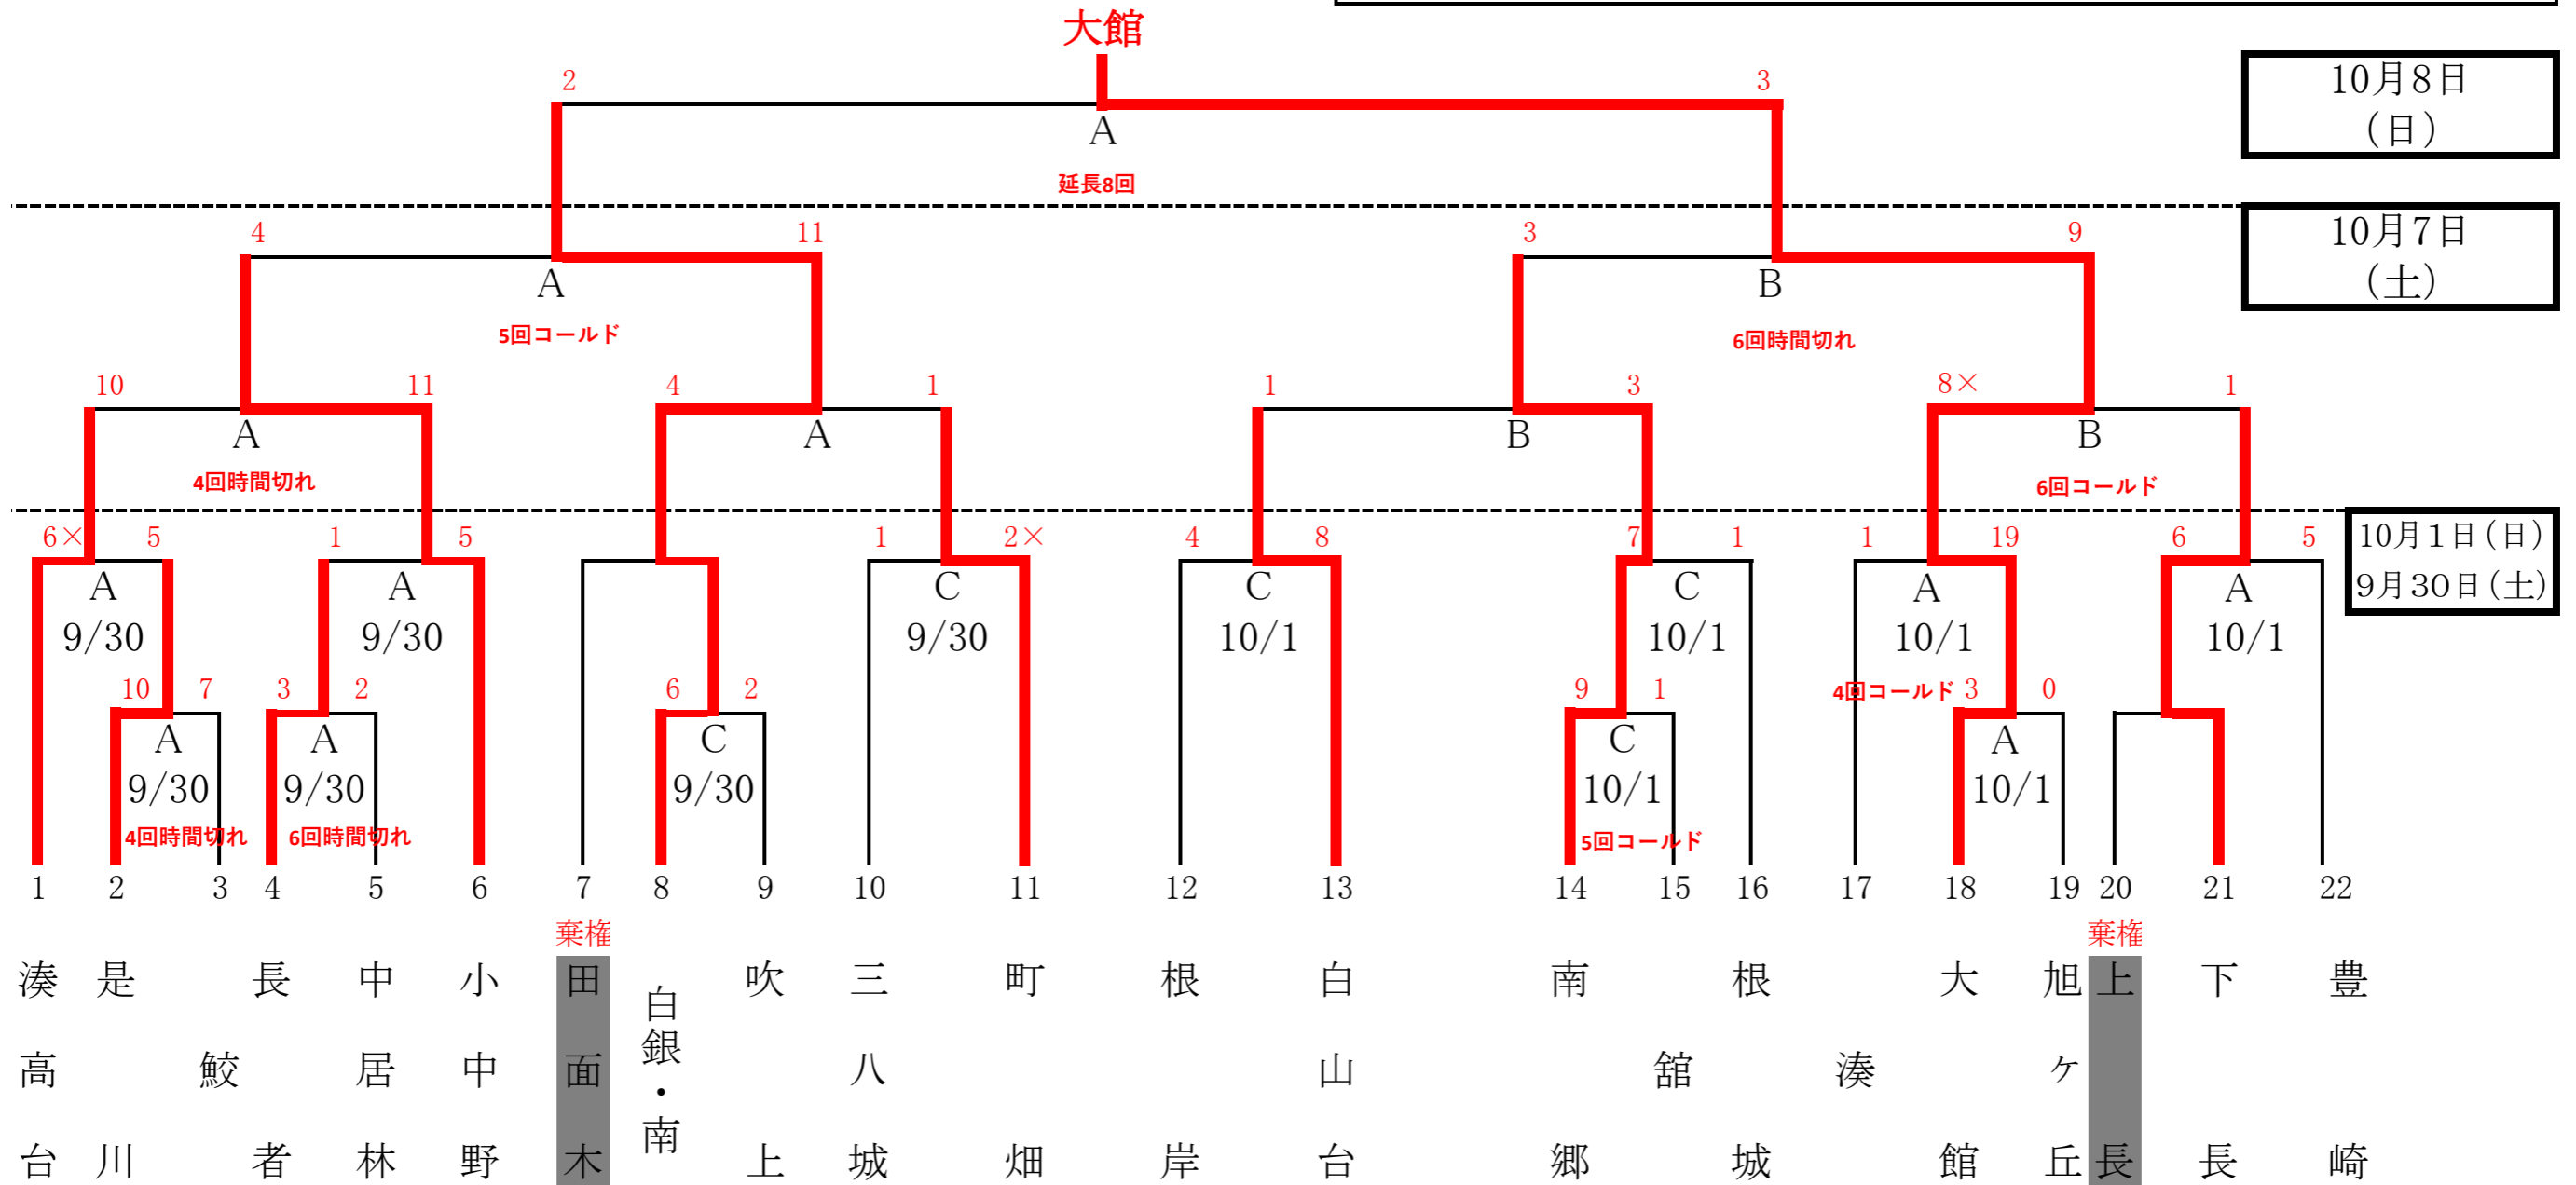 大館
2
3
10月8日
(日)
A
延長8回
4
11
3
9
10月7日
(土)
A
B
5回コールド
6回時間切れ
10
11
4
1
1
3
8×
1
A
A
B
B
4回時間切れ
6回コールド
6×
5
1
5
1
2×
4
8
7
1
1
19
6
5
10月1日(日)
9月30日(土)
A
A
C
C
C
A
A
9/30
9/30
9/30
10/1
10/1
10/1
10/1
10
7
3
2
6
2
9
1
4回コールド
3
0
A
A
C
C
A
9/30
9/30
9/30
10/1
10/1
4回時間切れ
6回時間切れ
5回コールド
1
2
3
4
5
6
7
8
9
10
11
12
13
14
15
16
17
18
19
20
21
22
棄権
棄権
湊高台
是川
鮫
長者
中居林
小中野
田面木
白銀・南
吹上
三八城
町畑
根岸
白山台
南郷
舘
根城
湊
大館
旭ケ丘
上長
下長
豊崎